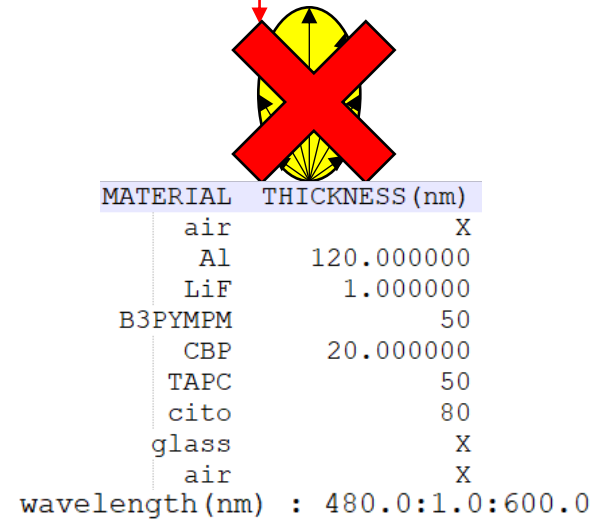 MATERIAL THICKNESS(nm)
air X
Al 120.000000
LiF 1.000000
B3PYMPM 50
CBP 20.000000
TAPC 50
cito 80
glass X
air X
wavelength(nm) : 480.0:1.0:600.0